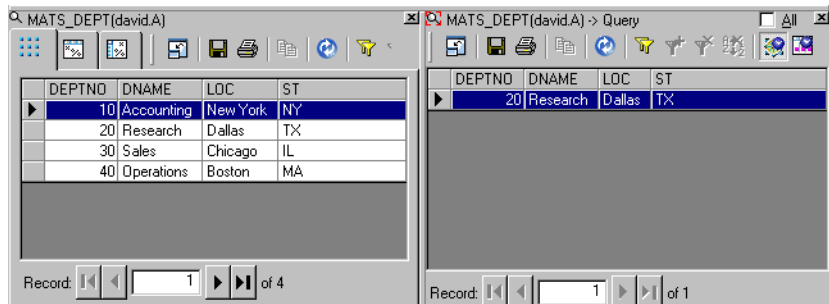 MATS_DEPT(david.A)
DEPTNO DNAME LOC ST
10 Accounting New York NY
20 Research Dallas TX
30 Sales Chicago IL
40 Operations Boston MA
Record: 1 of 4
MATS_DEPT(david.A) -> Query All
DEPTNO DNAME LOC ST
20 Research Dallas TX
Record: 1 of 1